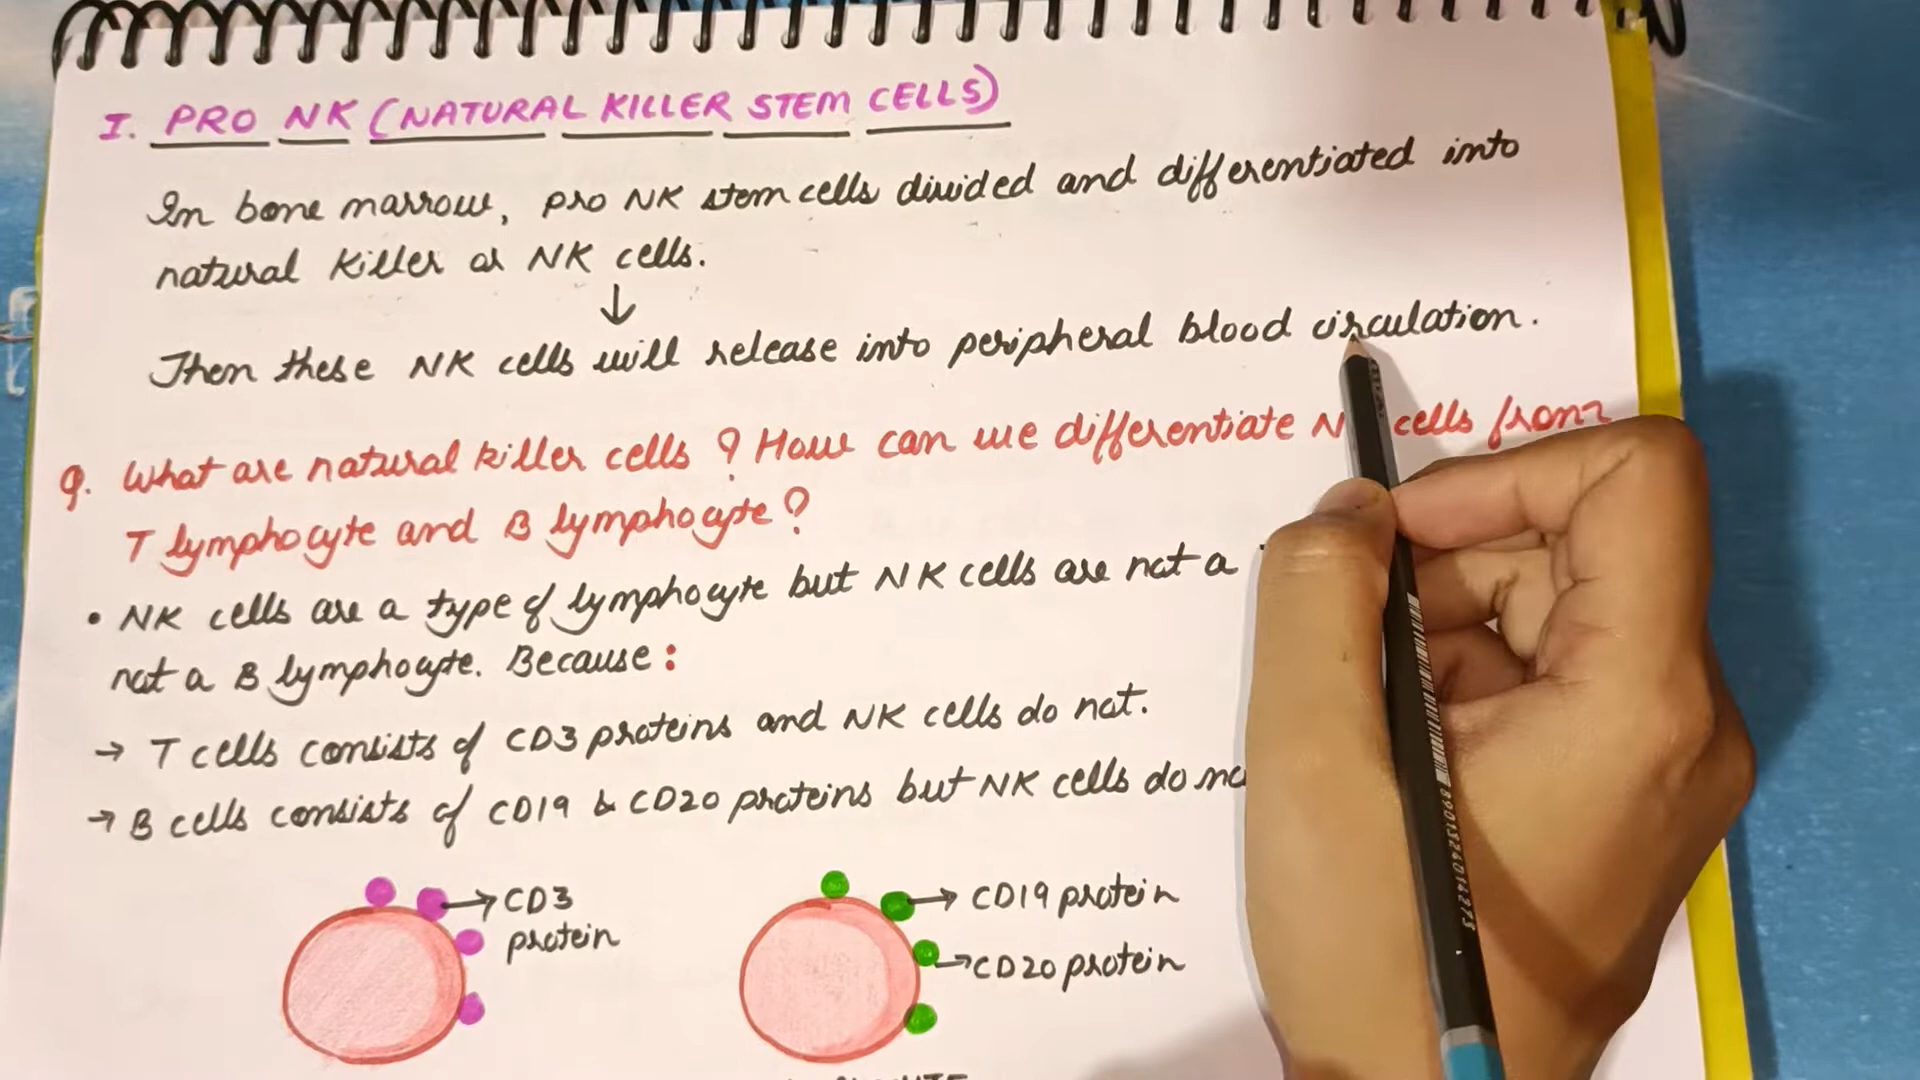 I. PRO NK (NATURAL KILLER STEM CELLS)
In bone marrow, pro NK stem cells divided and differentiated into
natural killer or NK cells.
↓
Then these NK cells will release into peripheral blood circulation.
Q. What are natural killer cells ? How can we differentiate N cells from
T lymphocyte and B lymphocyte ?
• NK cells are a type of lymphocyte but NK cells are not a
not a B lymphocyte. Because :
→ T cells consists of CD3 proteins and NK cells do not.
→ B cells consists of CD19 & CD20 proteins but NK cells do
→ CD3
protein
→ CD19 protein
→ CD20 protein
8901324014273